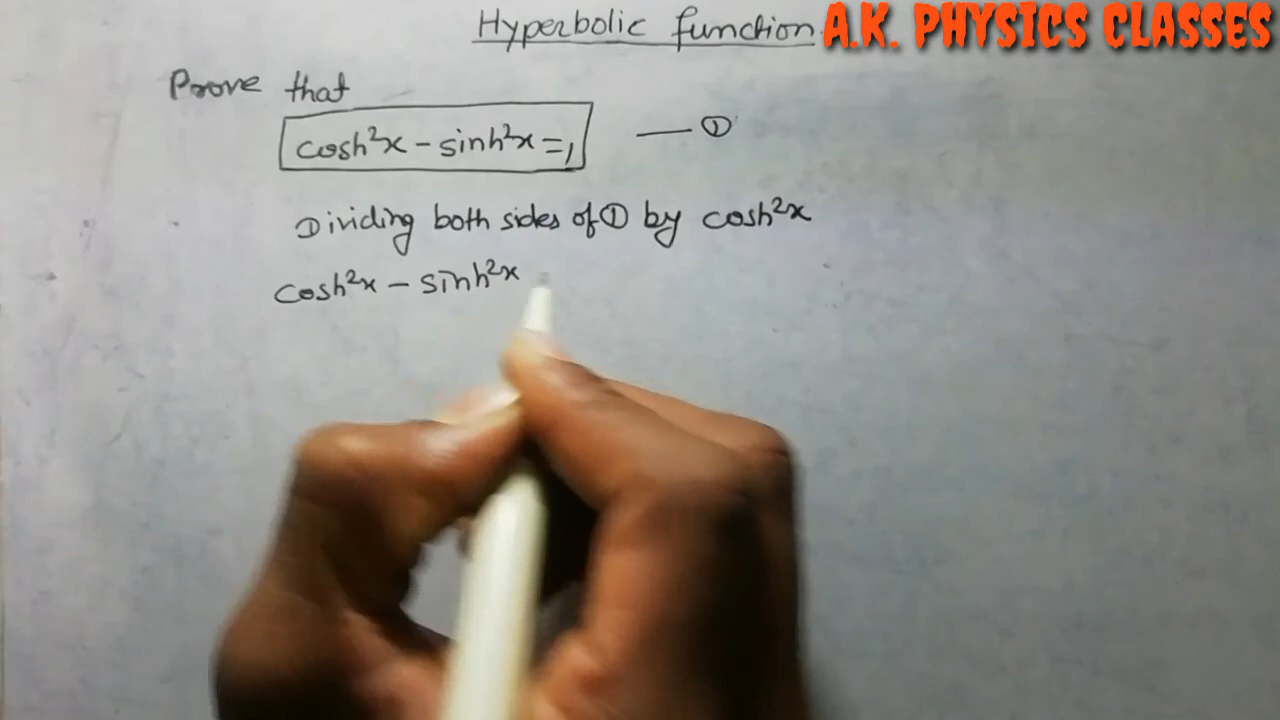 Hyperbolic function A.K. PHYSICS CLASSES
Prove that
cosh²x - sinh²x = 1 — ①
Dividing both sides of ① by cosh²x
cosh²x - sinh²x